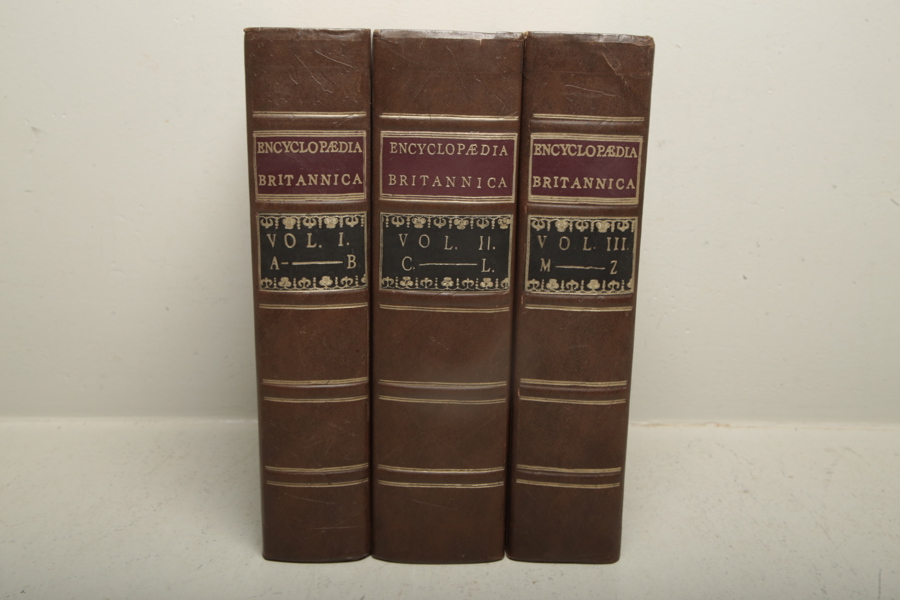 ENCYCLOPÆDIA
BRITANNICA
VOL. I.
A—B
ENCYCLOPÆDIA
BRITANNICA
VOL. II.
C.—L.
ENCYCLOPÆDIA
BRITANNICA
VOL. III.
M—Z